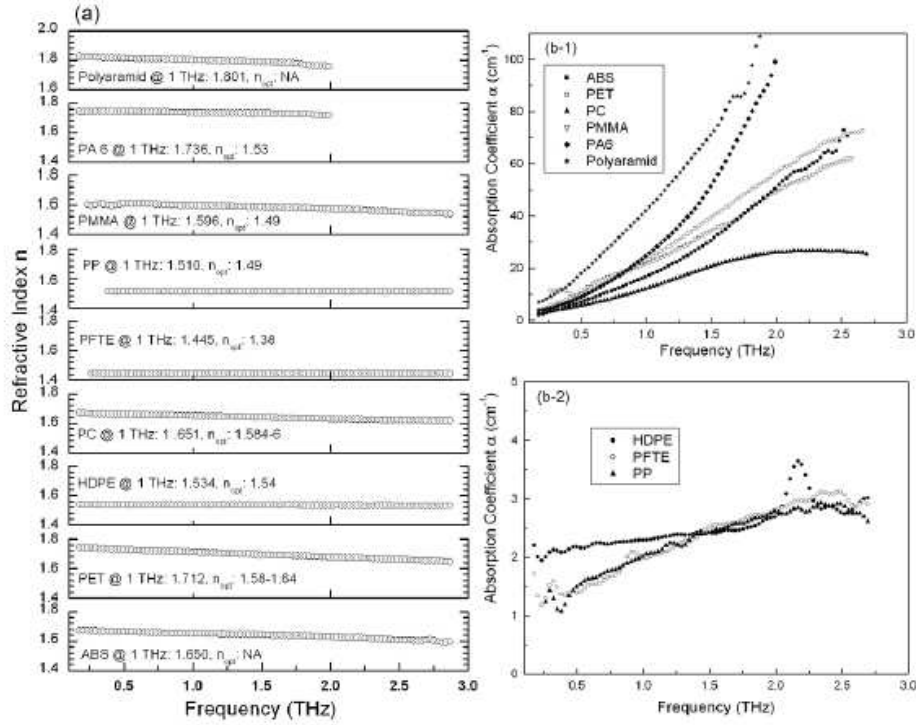 (a)
Refractive Index n
2.0
1.8
1.6
Polyaramid @ 1 THz: 1.801, nopt: NA
1.8
1.6
1.4
PA 6 @ 1 THz: 1.736, nopt: 1.53
1.8
1.6
1.4
PMMA @ 1 THz: 1.596, nopt: 1.49
1.8
1.6
1.4
PP @ 1 THz: 1.510, nopt: 1.49
1.8
1.6
1.4
PFTE @ 1 THz: 1.445, nopt: 1.38
1.8
1.6
1.4
PC @ 1 THz: 1.651, nopt: 1.584-6
1.8
1.6
1.4
HDPE @ 1 THz: 1.534, nopt: 1.54
1.8
1.6
1.4
PET @ 1 THz: 1.712, nopt: 1.58-1.64
1.8
1.6
1.4
ABS @ 1 THz: 1.650, nopt: NA
0.5 1.0 1.5 2.0 2.5 3.0
Frequency (THz)
(b-1)
Absorption Coefficient α (cm-1)
100
80
60
40
20
0
ABS
PET
PC
PMMA
PA6
Polyaramid
0.5 1.0 1.5 2.0 2.5 3.0
Frequency (THz)
(b-2)
Absorption Coefficient α (cm-1)
5
4
3
2
1
0
HDPE
PFTE
PP
0.5 1.0 1.5 2.0 2.5 3.0
Frequency (THz)